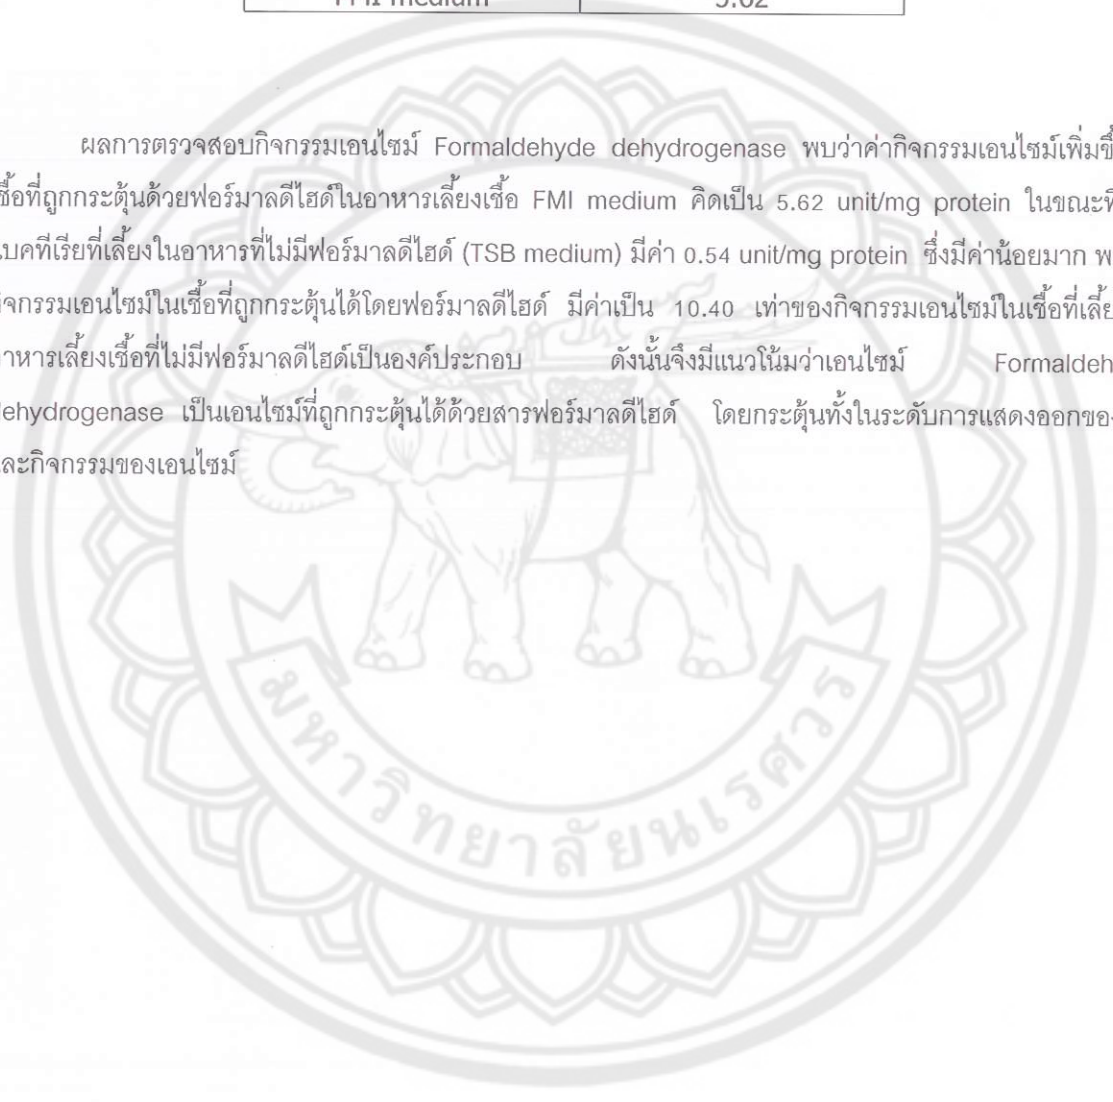 FMI medium 5.62
ผลการตรวจสอบกิจกรรมเอนไซม์ Formaldehyde dehydrogenase พบว่าค่ากิจกรรมเอนไซม์เพิ่มขึ้
เชื้อที่ถูกกระตุ้นด้วยฟอร์มาลดีไฮด์ในอาหารเลี้ยงเชื้อ FMI medium คิดเป็น 5.62 unit/mg protein ในขณะที่
แบคทีเรียที่เลี้ยงในอาหารที่ไม่มีฟอร์มาลดีไฮด์ (TSB medium) มีค่า 0.54 unit/mg protein ซึ่งมีค่าน้อยมาก
กิจกรรมเอนไซม์ในเชื้อที่ถูกกระตุ้นได้โดยฟอร์มาลดีไฮด์ มีค่าเป็น 10.40 เท่าของกิจกรรมเอนไซม์ในเชื้อที่เลี้ย
อาหารเลี้ยงเชื้อที่ไม่มีฟอร์มาลดีไฮด์เป็นองค์ประกอบ ดังนั้นจึงมีแนวโน้มว่าเอนไซม์ Formaldeh
dehydrogenase เป็นเอนไซม์ที่ถูกกระตุ้นได้ด้วยสารฟอร์มาลดีไฮด์ โดยกระตุ้นทั้งในระดับการแสดงออกของ
และกิจกรรมของเอนไซม์
มหาวิทยาลัยนเรศวร